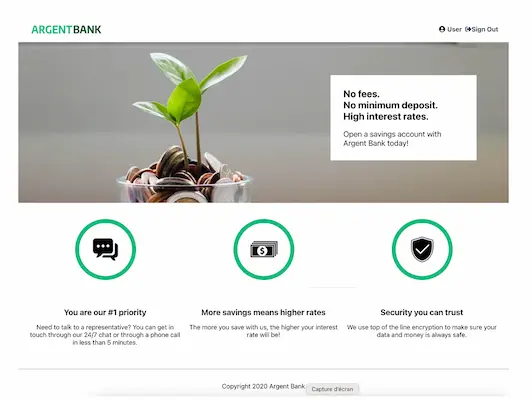 ARGENTBANK
User Sign Out
No fees.
No minimum deposit.
High interest rates.
Open a savings account with
Argent Bank today!
You are our #1 priority
Need to talk to a representative? You can get in
touch through our 24/7 chat or through a phone call
in less than 5 minutes.
More savings means higher rates
The more you save with us, the higher your interest
rate will be!
Security you can trust
We use top of the line encryption to make sure your
data and money is always safe.
Copyright 2020 Argent Bank
Capture d'écran